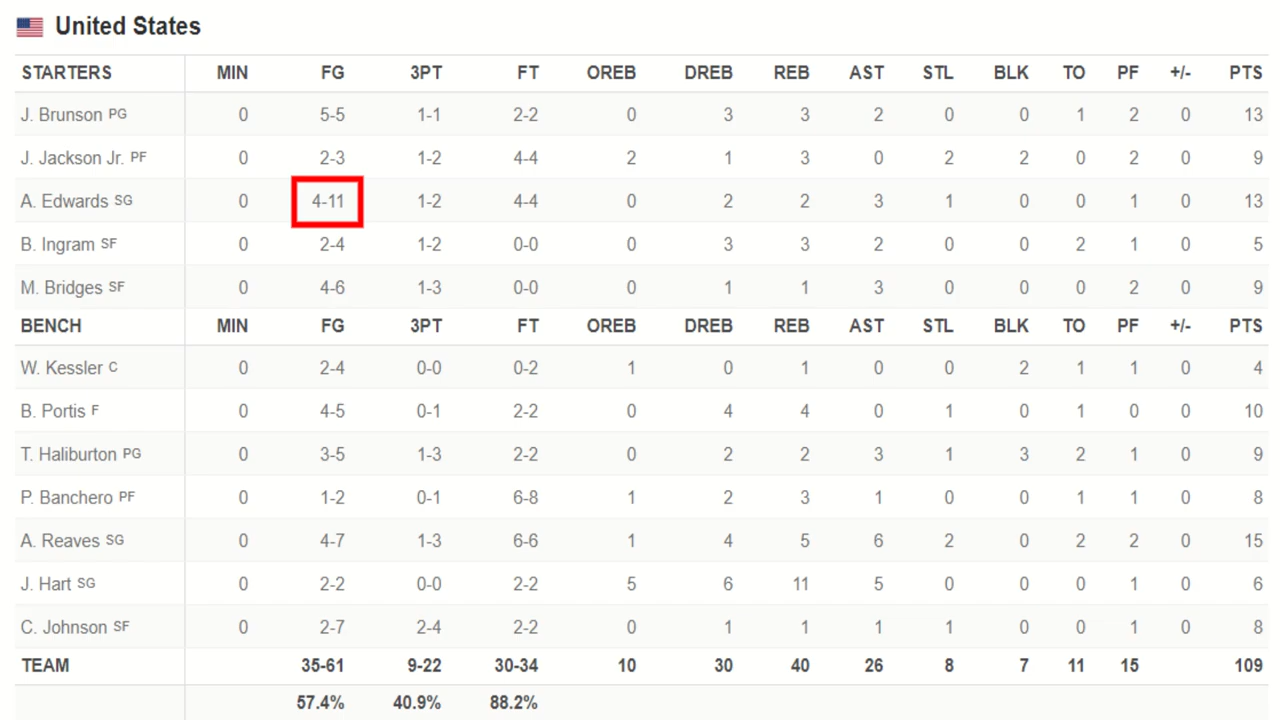 United States
STARTERS MIN FG 3PT FT OREB DREB REB AST STL BLK TO PF +/- PTS
J. Brunson PG 0 5-5 1-1 2-2 0 3 3 2 0 0 1 2 0 13
J. Jackson Jr. PF 0 2-3 1-2 4-4 2 1 3 0 2 2 0 2 0 9
A. Edwards SG 0 4-11 1-2 4-4 0 2 2 3 1 0 0 1 0 13
B. Ingram SF 0 2-4 1-2 0-0 0 3 3 2 0 0 2 1 0 5
M. Bridges SF 0 4-6 1-3 0-0 0 1 1 3 0 0 0 2 0 9
BENCH MIN FG 3PT FT OREB DREB REB AST STL BLK TO PF +/- PTS
W. Kessler C 0 2-4 0-0 0-2 1 0 1 0 0 2 1 1 0 4
B. Portis F 0 4-5 0-1 2-2 0 4 4 0 1 0 1 0 0 10
T. Haliburton PG 0 3-5 1-3 2-2 0 2 2 3 1 3 2 1 0 9
P. Banchero PF 0 1-2 0-1 6-8 1 2 3 1 0 0 1 1 0 8
A. Reaves SG 0 4-7 1-3 6-6 1 4 5 6 2 0 2 2 0 15
J. Hart SG 0 2-2 0-0 2-2 5 6 11 5 0 0 0 1 0 6
C. Johnson SF 0 2-7 2-4 2-2 0 1 1 1 1 0 0 1 0 8
TEAM 35-61 9-22 30-34 10 30 40 26 8 7 11 15 109
57.4% 40.9% 88.2%